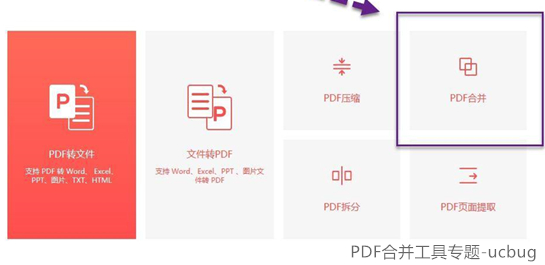 P
PDF转文件
支持 PDF 转 Word、Excel、
PPT、图片、TXT、HTML
P
文件转PDF
支持 Word、Excel、PPT 、图片文
件转 PDF
PDF压缩
PDF合并
PDF拆分
PDF页面提取
PDF合并工具专题-ucbug